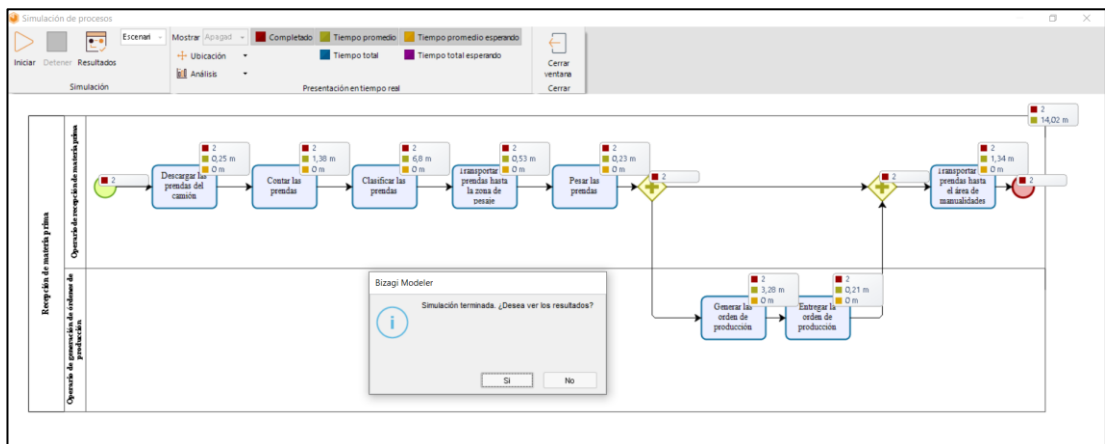 Simulación de procesos
Iniciar
Detener
Resultados
Escenari
Simulación
Mostrar
Apagad
Ubicación
Análisis
Completado
Tiempo promedio
Tiempo promedio esperando
Tiempo total
Tiempo total esperando
Presentación en tiempo real
Cerrar
ventana
Cerrar
2
14,02 m
Recepción de materia prima
Operario de recepción de materia prima
2
Descargar las
prendas del
camión
2
0,25 m
0 m
Contar las
prendas
2
1,38 m
0 m
Clasificar las
prendas
2
6,8 m
0 m
Transportar
prendas hasta
la zona de
pesaje
2
0,53 m
0 m
Pesar las
prendas
2
0,23 m
0 m
2
2
Transportar
prendas hasta
el área de
manualidades
2
1,34 m
0 m
2
Operario de generación de órdenes de
producción
Generar las
orden de
producción
2
3,28 m
0 m
Entregar la
orden de
producción
2
0,21 m
0 m
Bizagi Modeler
Simulación terminada. ¿Desea ver los resultados?
Si
No